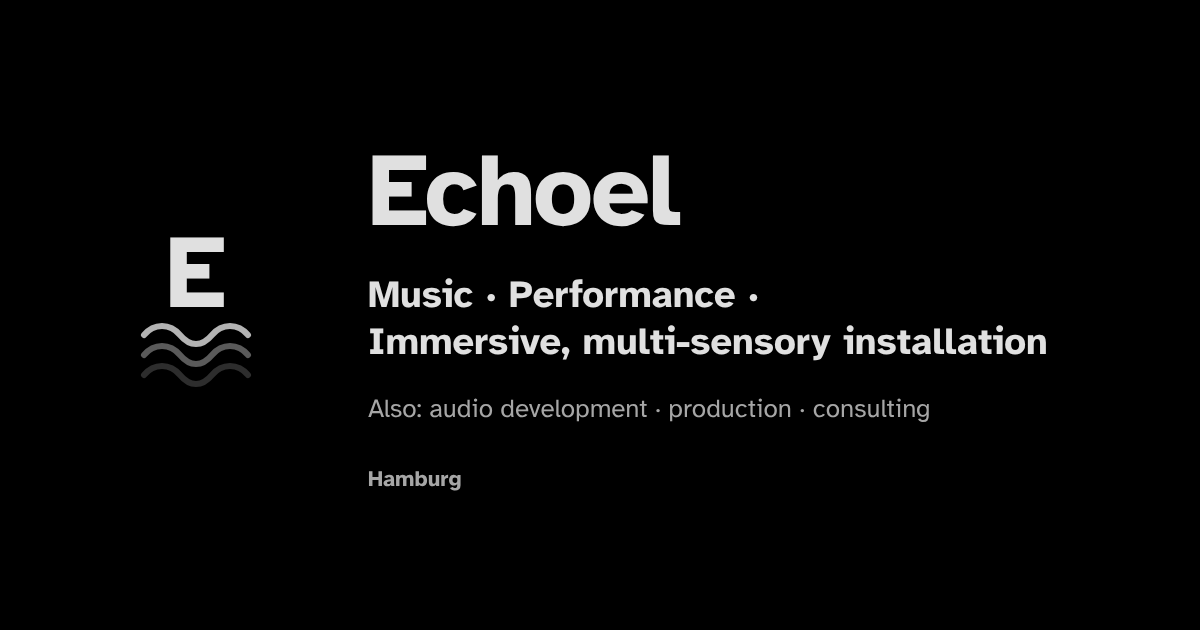 E
Echoel
Music · Performance ·
Immersive, multi-sensory installation
Also: audio development · production · consulting
Hamburg